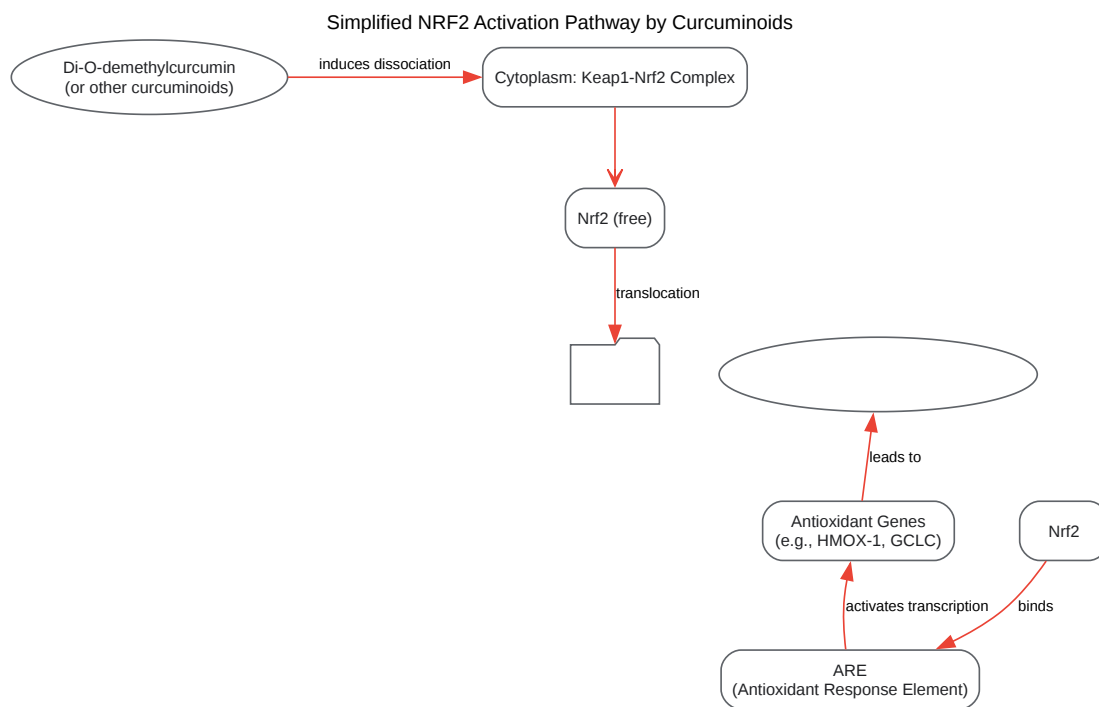 Simplified NRF2 Activation Pathway by Curcuminoids
Di-O-demethylcurcumin
(or other curcuminoids)
induces dissociation
Cytoplasm: Keap1-Nrf2 Complex
Nrf2 (free)
translocation
leads to
Antioxidant Genes
(e.g., HMOX-1, GCLC)
Nrf2
activates transcription
binds
ARE
(Antioxidant Response Element)